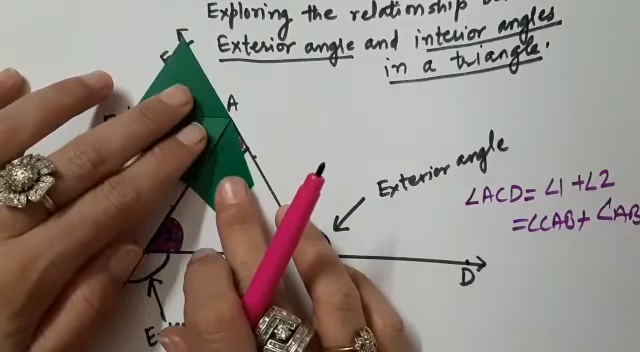 Exploring the relationship
Exterior angle and interior angles
in a triangle.
E
A
Exterior angle
∠ACD = ∠1 + ∠2
= ∠CAB + ∠AB
D